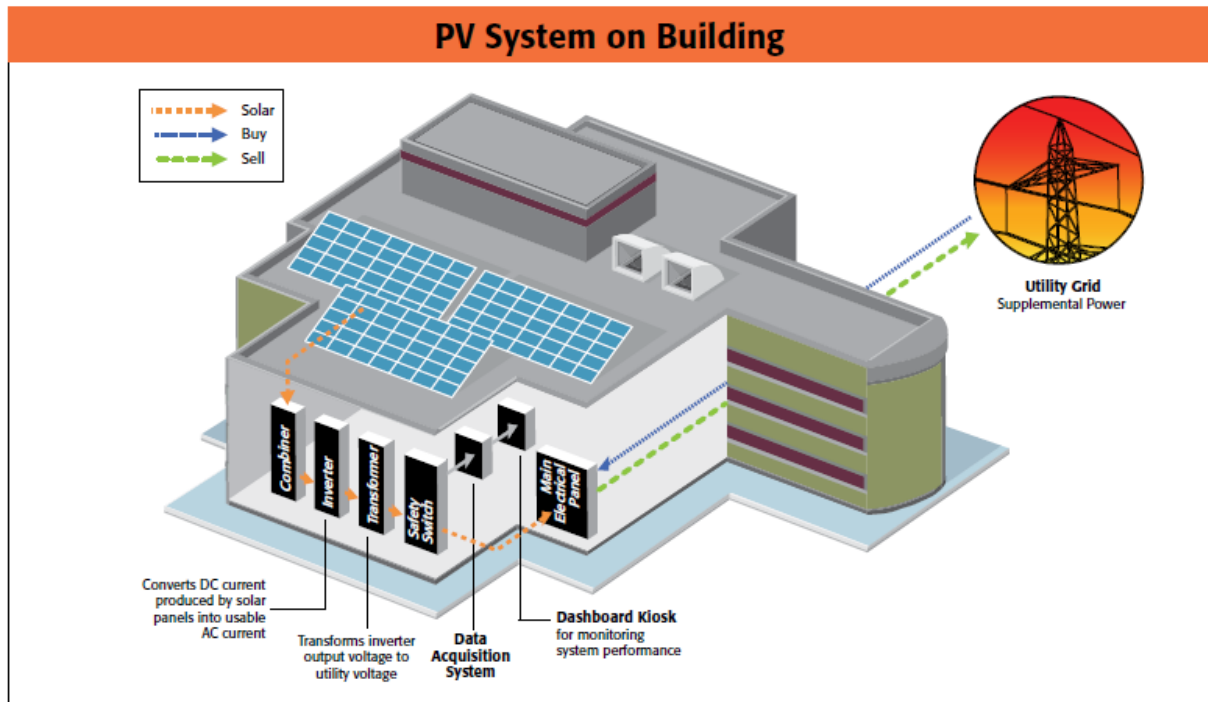 PV System on Building
Solar
Buy
Sell
Utility Grid
Supplemental Power
Combiner
Inverter
Transformer
Safety
Switch
Main
Electrical
Panel
Converts DC current
produced by solar
panels into usable
AC current
Transforms inverter
output voltage to
utility voltage
Data
Acquisition
System
Dashboard Kiosk
for monitoring
system performance